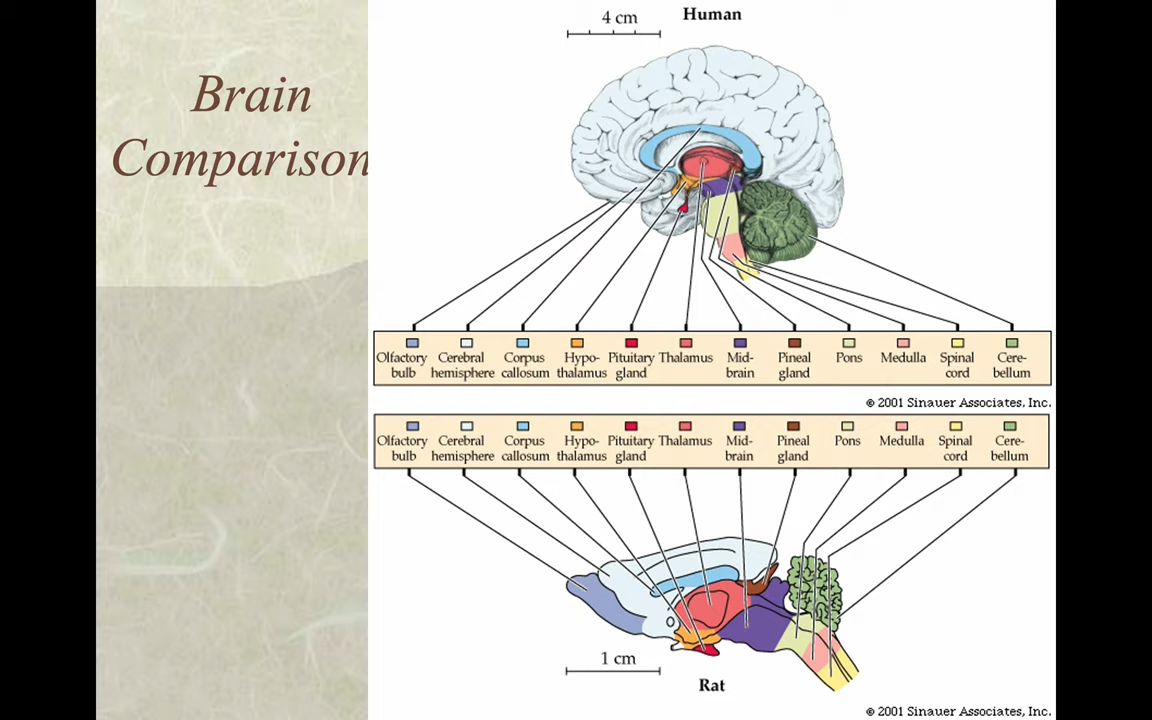 Brain
Comparison
4 cm
Human
Olfactory bulb
Cerebral hemisphere
Corpus callosum
Hypo-thalamus
Pituitary gland
Thalamus
Mid-brain
Pineal gland
Pons
Medulla
Spinal cord
Cere-bellum
© 2001 Sinauer Associates, Inc.
Olfactory bulb
Cerebral hemisphere
Corpus callosum
Hypo-thalamus
Pituitary gland
Thalamus
Mid-brain
Pineal gland
Pons
Medulla
Spinal cord
Cere-bellum
1 cm
Rat
© 2001 Sinauer Associates, Inc.